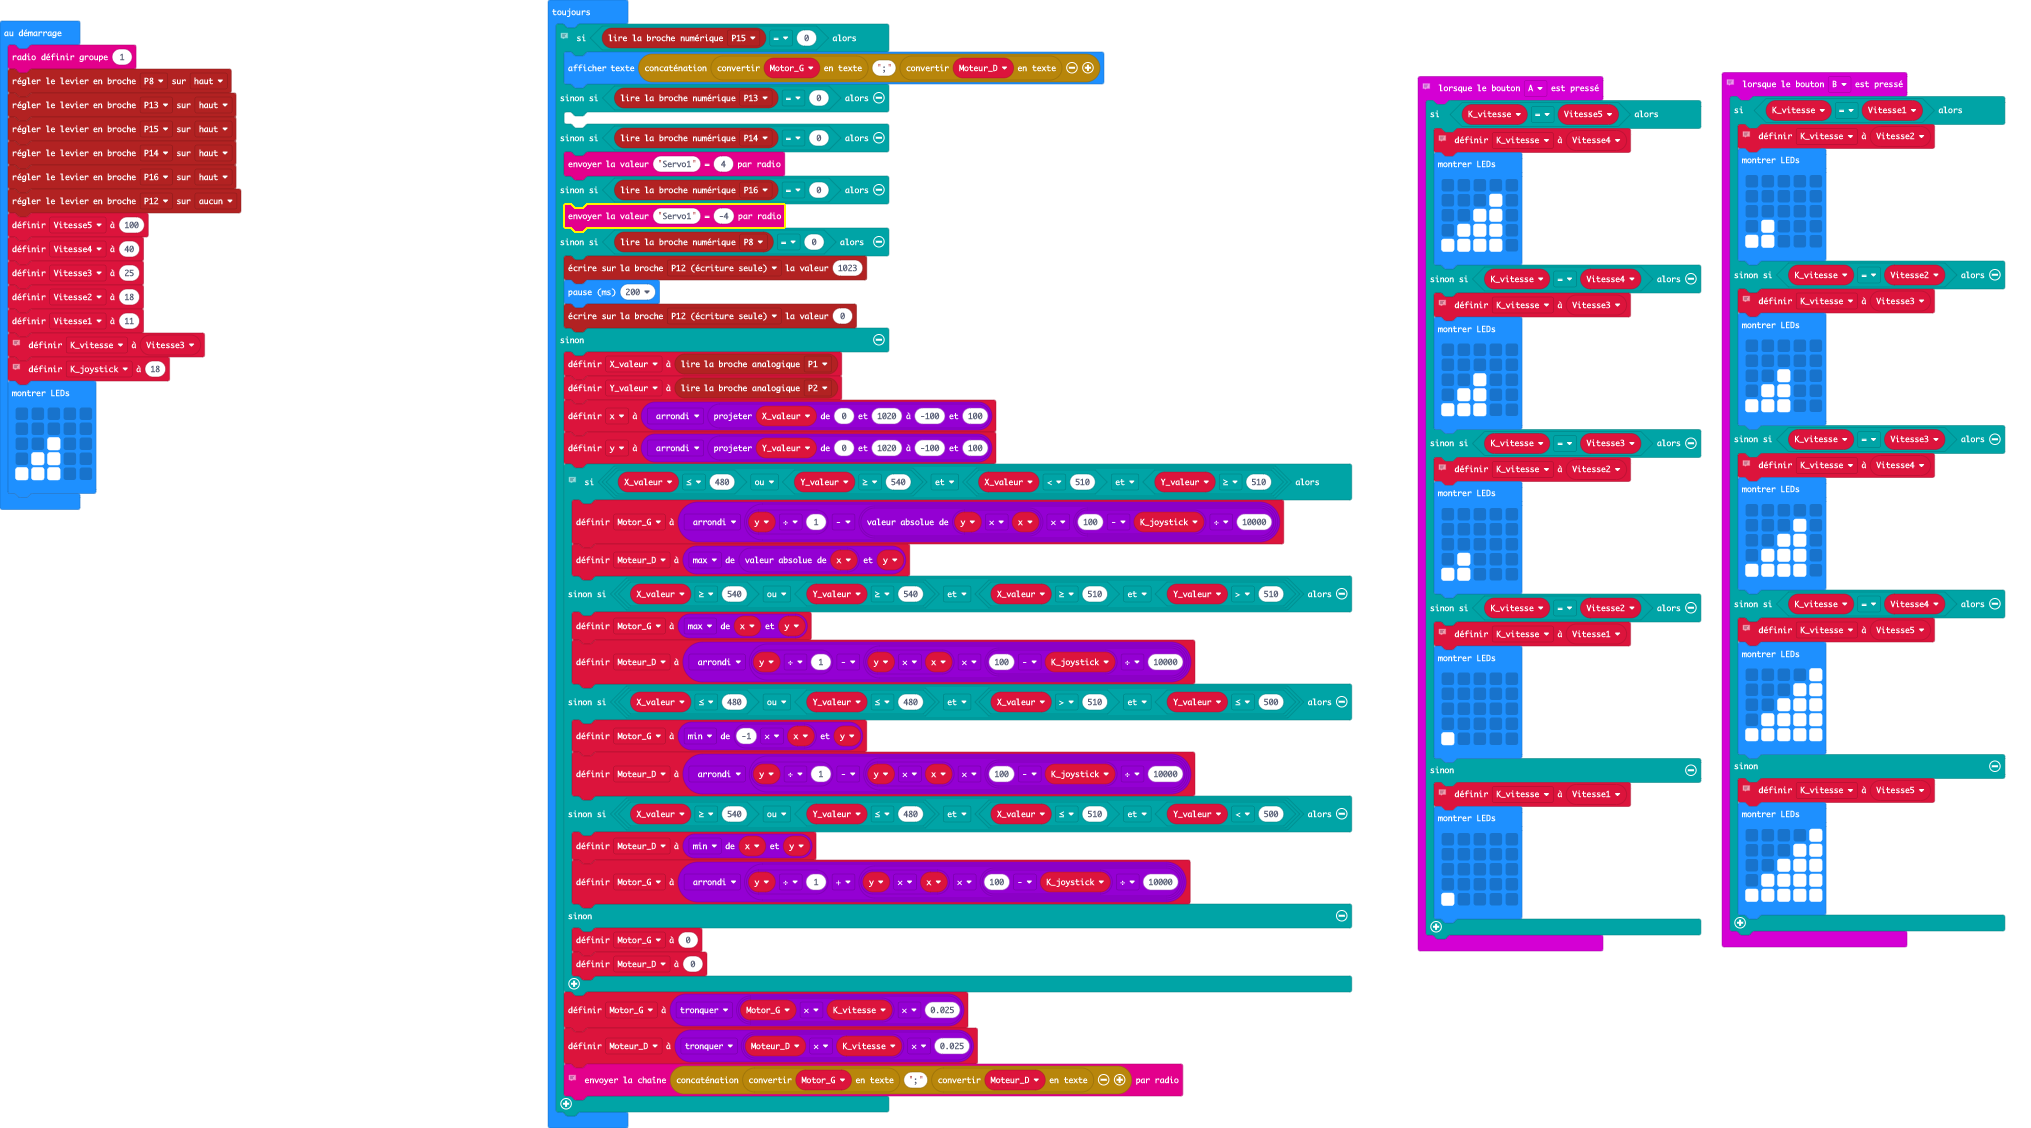 au démarrage
radio définir groupe 1
régler le levier en broche P8 sur haut
régler le levier en broche P13 sur haut
régler le levier en broche P15 sur haut
régler le levier en broche P14 sur haut
régler le levier en broche P16 sur haut
régler le levier en broche P12 sur aucun
définir Vitesse5 à 100
définir Vitesse4 à 40
définir Vitesse3 à 25
définir Vitesse2 à 18
définir Vitesse1 à 11
définir K_vitesse à Vitesse3
définir K_joystick à 18
montrer LEDs
toujours
si lire la broche numérique P15 = 0 alors
afficher texte concaténation convertir Motor_G en texte ";" convertir Moteur_D en texte
sinon si lire la broche numérique P13 = 0 alors
sinon si lire la broche numérique P14 = 0 alors
envoyer la valeur "Servo1" = 4 par radio
sinon si lire la broche numérique P16 = 0 alors
envoyer la valeur "Servo1" = -4 par radio
sinon si lire la broche numérique P8 = 0 alors
écrire sur la broche P12 (écriture seule) la valeur 1023
pause (ms) 200
écrire sur la broche P12 (écriture seule) la valeur 0
sinon
définir X_valeur à lire la broche analogique P1
définir Y_valeur à lire la broche analogique P2
définir x à arrondi projeter X_valeur de 0 et 1020 à -100 et 100
définir y à arrondi projeter Y_valeur de 0 et 1020 à -100 et 100
si X_valeur ≤ 480 ou Y_valeur ≥ 540 et X_valeur < 510 et Y_valeur ≥ 510 alors
définir Motor_G à arrondi y ÷ 1 - valeur absolue de y × x × 100 - K_joystick ÷ 10000
définir Moteur_D à max de valeur absolue de x et y
sinon si X_valeur ≥ 540 ou Y_valeur ≥ 540 et X_valeur ≥ 510 et Y_valeur > 510 alors
définir Motor_G à max de x et y
définir Moteur_D à arrondi y ÷ 1 - y × x × 100 - K_joystick ÷ 10000
sinon si X_valeur ≤ 480 ou Y_valeur ≤ 480 et X_valeur > 510 et Y_valeur ≤ 500 alors
définir Motor_G à min de -1 × x et y
définir Moteur_D à arrondi y ÷ 1 - y × x × 100 - K_joystick ÷ 10000
sinon si X_valeur ≥ 540 ou Y_valeur ≤ 480 et X_valeur ≤ 510 et Y_valeur < 500 alors
définir Moteur_D à min de x et y
définir Motor_G à arrondi y ÷ 1 + y × x × 100 - K_joystick ÷ 10000
sinon
définir Motor_G à 0
définir Moteur_D à 0
définir Motor_G à tronquer Motor_G × K_vitesse × 0.025
définir Moteur_D à tronquer Moteur_D × K_vitesse × 0.025
envoyer la chaîne concaténation convertir Motor_G en texte ";" convertir Moteur_D en texte par radio
lorsque le bouton A est pressé
si K_vitesse = Vitesse5 alors
définir K_vitesse à Vitesse4
montrer LEDs
sinon si K_vitesse = Vitesse4 alors
définir K_vitesse à Vitesse3
montrer LEDs
sinon si K_vitesse = Vitesse3 alors
définir K_vitesse à Vitesse2
montrer LEDs
sinon si K_vitesse = Vitesse2 alors
définir K_vitesse à Vitesse1
montrer LEDs
sinon
définir K_vitesse à Vitesse1
montrer LEDs
lorsque le bouton B est pressé
si K_vitesse = Vitesse1 alors
définir K_vitesse à Vitesse2
montrer LEDs
sinon si K_vitesse = Vitesse2 alors
définir K_vitesse à Vitesse3
montrer LEDs
sinon si K_vitesse = Vitesse3 alors
définir K_vitesse à Vitesse4
montrer LEDs
sinon si K_vitesse = Vitesse4 alors
définir K_vitesse à Vitesse5
montrer LEDs
sinon
définir K_vitesse à Vitesse5
montrer LEDs